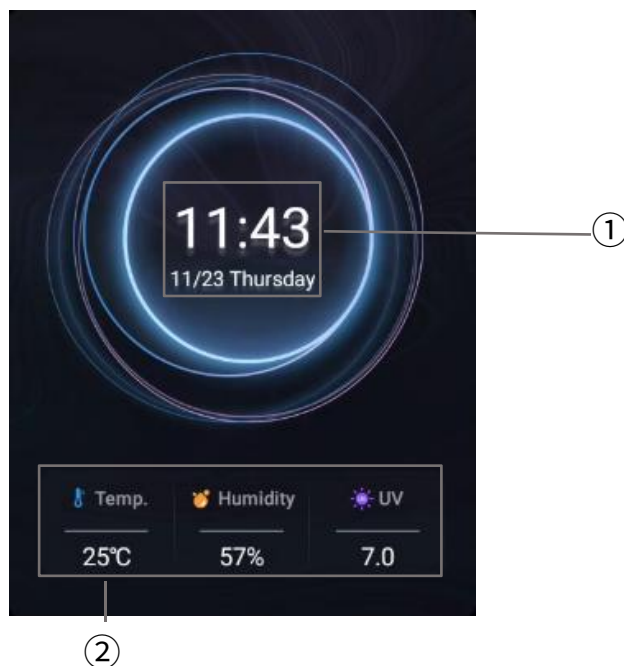 11:43
11/23 Thursday
①
Temp. Humidity UV
25℃ 57% 7.0
②